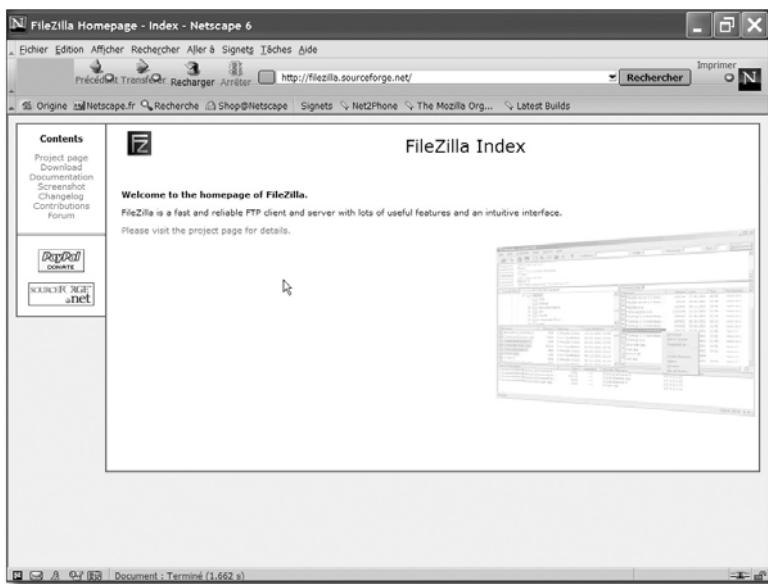 FileZilla Homepage - Index - Netscape 6
Fichier Edition Afficher Rechercher Aller à Signets Tâches Aide
Précédent Transférer Recharger Arrêter http://filezilla.sourceforge.net/ Rechercher Imprimer
Origine Netscape.fr Recherche Shop@Netscape Signets Net2Phone The Mozilla Org... Latest Builds
Contents
Project page
Download
Documentation
Screenshot
Changelog
Contributions
Forum
PayPal
DONATE
SOURCEFORGE
.net
FZ
FileZilla Index
Welcome to the homepage of FileZilla.
FileZilla is a fast and reliable FTP client and server with lots of useful features and an intuitive interface.
Please visit the project page for details.
Document : Terminé (1.662 s)